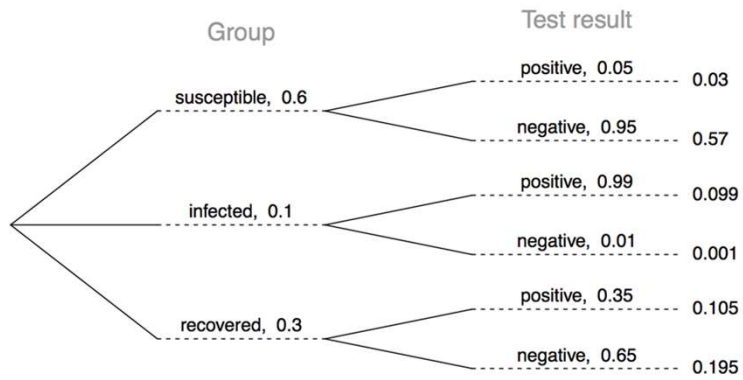 Group
Test result
susceptible, 0.6
positive, 0.05
0.03
negative, 0.95
0.57
infected, 0.1
positive, 0.99
0.099
negative, 0.01
0.001
recovered, 0.3
positive, 0.35
0.105
negative, 0.65
0.195